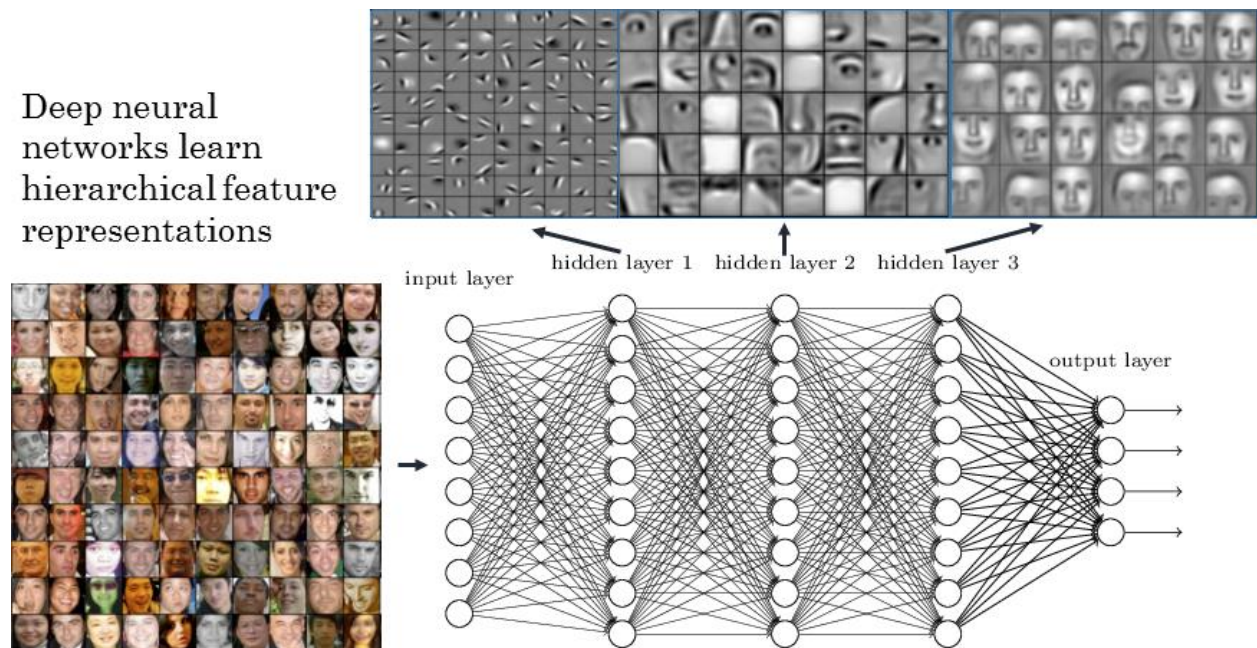 Deep neural
networks learn
hierarchical feature
representations
hidden layer 1 hidden layer 2 hidden layer 3
input layer
output layer